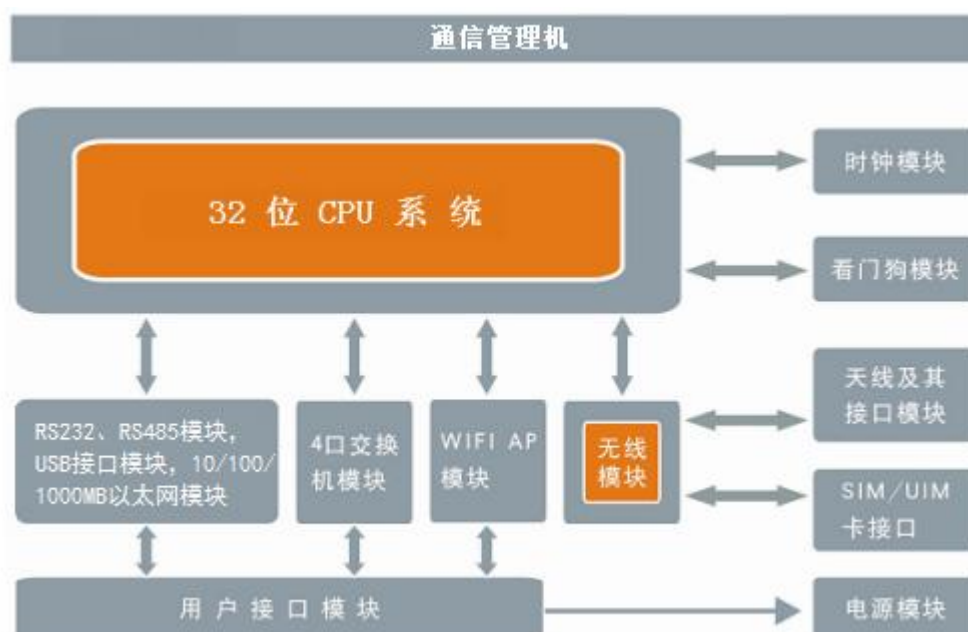 通信管理机
32 位 CPU 系 统
时钟模块
看门狗模块
天线及其
接口模块
RS232、RS485模块，
USB接口模块，10/100/
1000MB以太网模块
4口交换
机模块
WIFI AP
模块
无线
模块
SIM/UIM
卡接口
用 户 接 口 模 块
电源模块